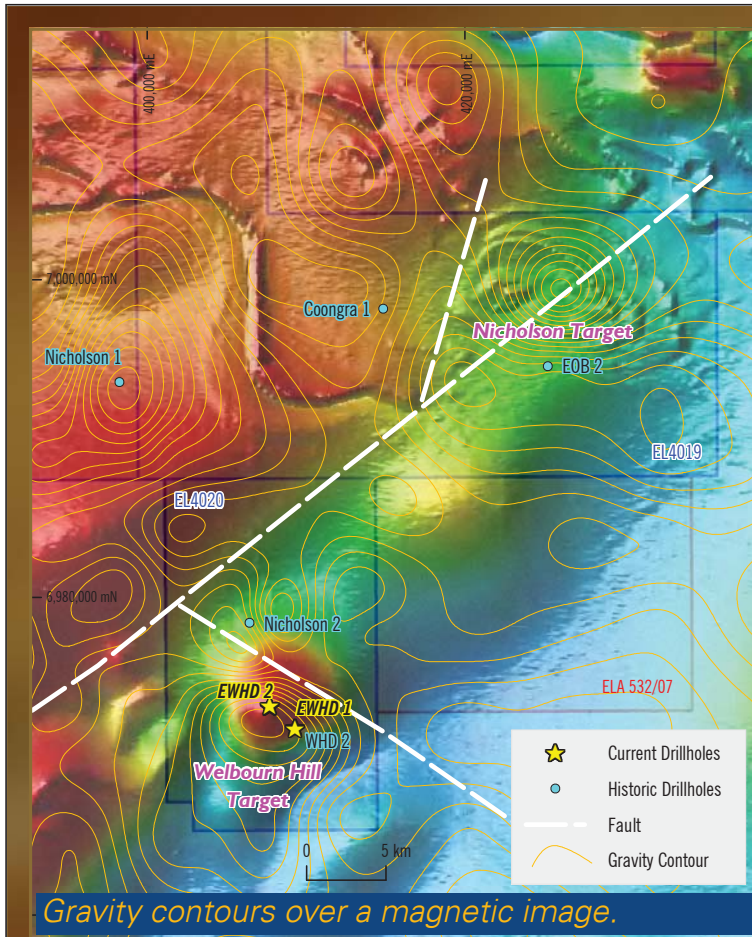 400,000 mE
420,000 mE
7,000,000 mN
Coongra 1
Nicholson Target
Nicholson 1
EOB 2
EL4019
EL4020
6,980,000 mN
Nicholson 2
EWHD 2
EWHD 1
WHD 2
ELA 532/07
Welbourn Hill
Target
0 5 km
Current Drillholes
Historic Drillholes
Fault
Gravity Contour
Gravity contours over a magnetic image.